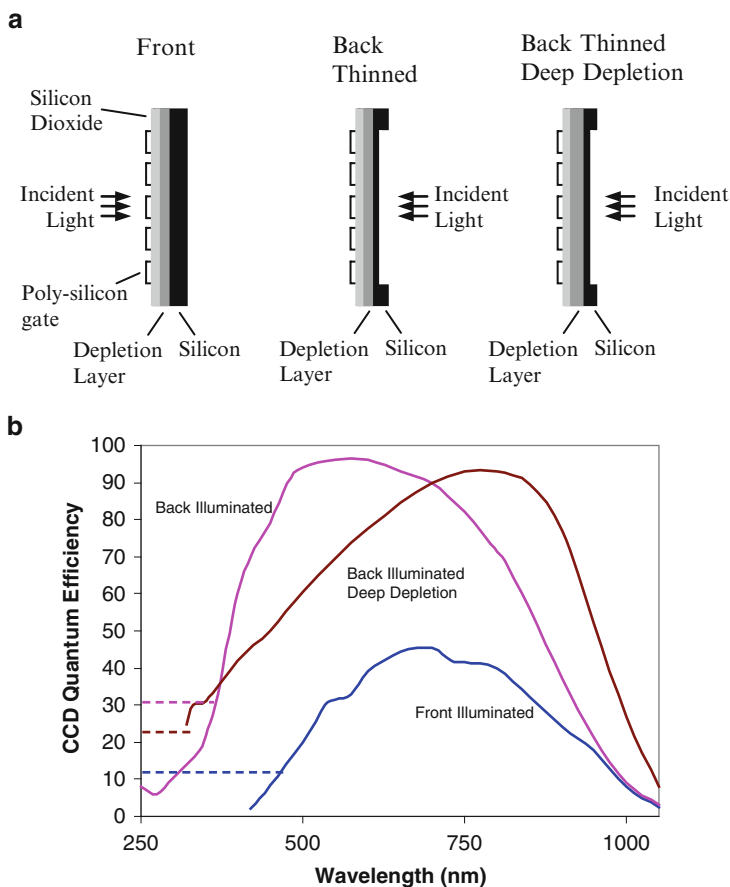 a
Front
Back
Thinned
Back Thinned
Deep Depletion
Silicon
Dioxide
Incident
Light
Poly-silicon
gate
Depletion
Layer
Silicon
Incident
Light
Depletion
Layer
Silicon
Incident
Light
Depletion
Layer
Silicon
b
CCD Quantum Efficiency
100
90
80
70
60
50
40
30
20
10
0
Back Illuminated
Back Illuminated
Deep Depletion
Front Illuminated
250
500
750
1000
Wavelength (nm)